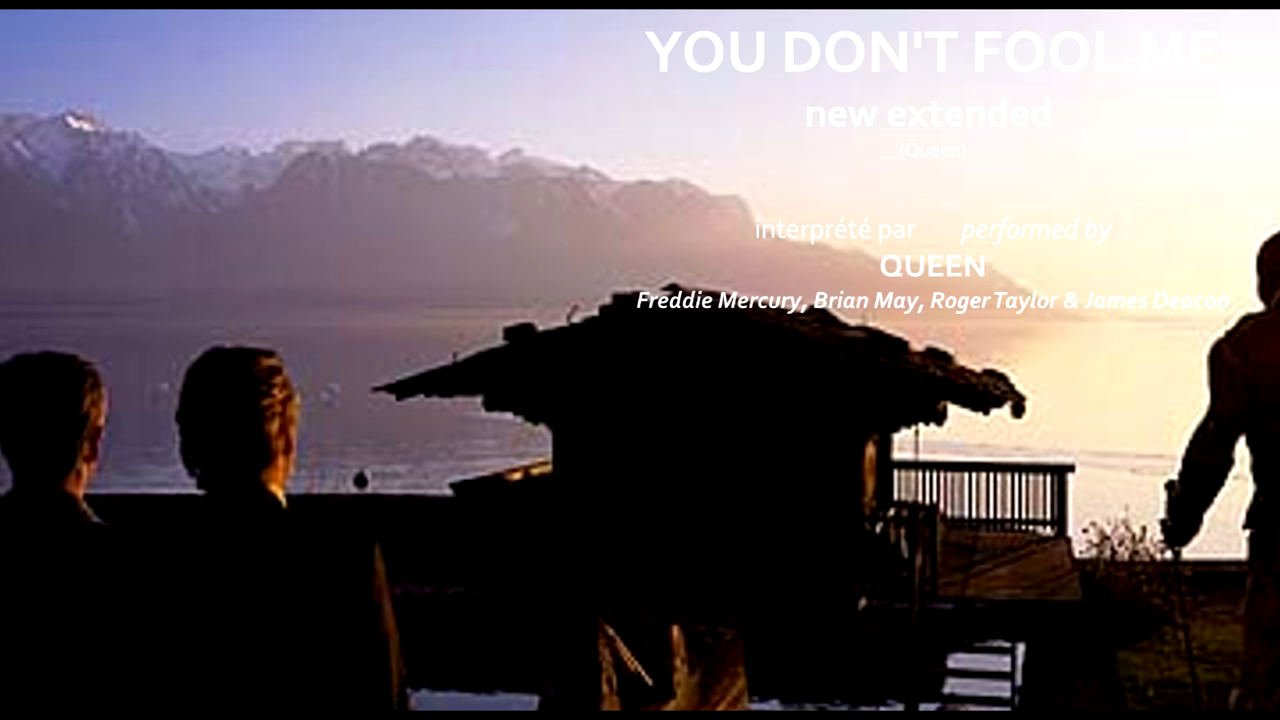 YOU DON'T FOOL ME
new extended
(Queen)
interprété par performed by
QUEEN
Freddie Mercury, Brian May, Roger Taylor & James Deacon